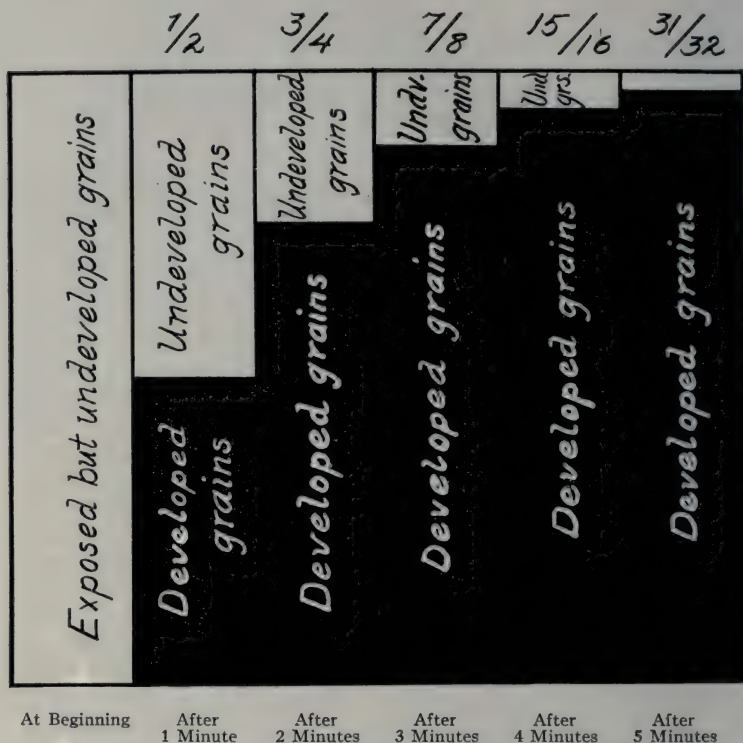 1/2 3/4 7/8 15/16 31/32
Exposed but undeveloped grains
Undeveloped
grains
Developed
grains
Undeveloped
grains
Developed grains
Undv.
grains
Developed grains
Und
grs.
Developed grains
Developed grains
At Beginning
After
1 Minute
After
2 Minutes
After
3 Minutes
After
4 Minutes
After
5 Minutes